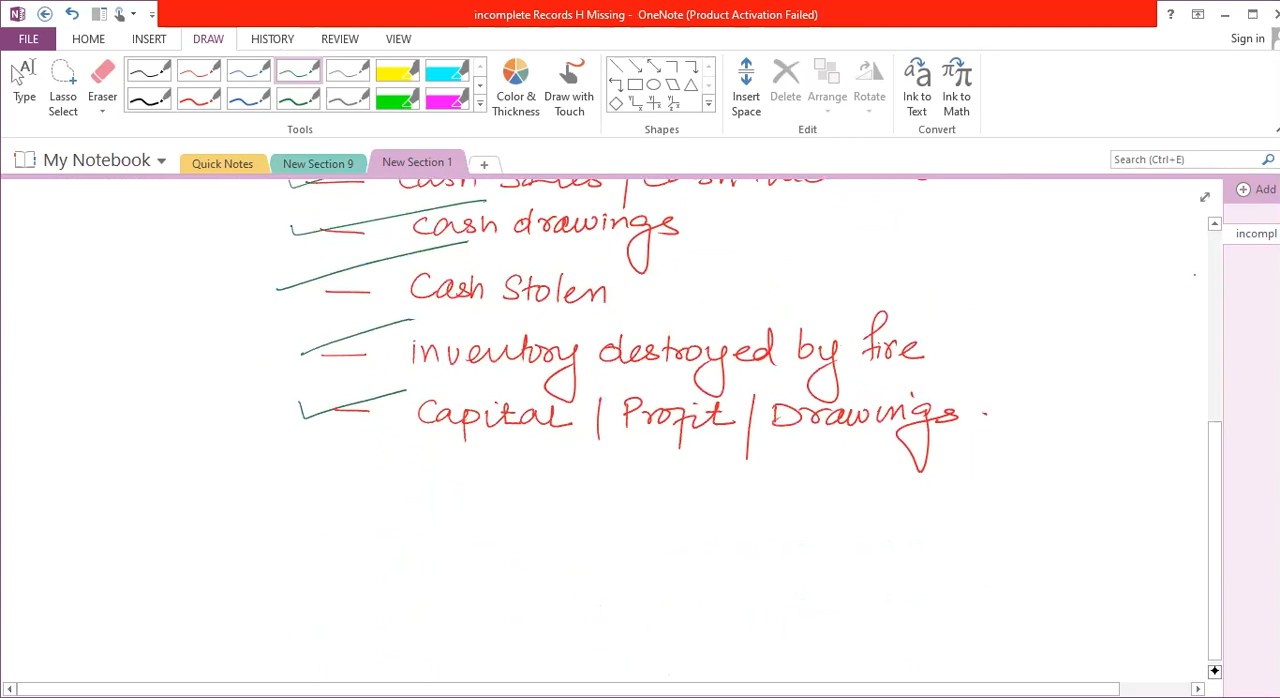 incomplete Records H Missing - OneNote (Product Activation Failed)
FILE HOME INSERT DRAW HISTORY REVIEW VIEW
Sign in
Type
Lasso Select
Eraser
Color & Thickness
Draw with Touch
Insert Space
Delete
Arrange
Rotate
Ink to Text
Ink to Math
Tools Shapes Edit Convert
My Notebook Quick Notes New Section 9 New Section 1
Search (Ctrl+E)
Add
incompl
— cash drawings
— Cash Stolen
— inventory destroyed by fire
— Capital | Profit | Drawings .